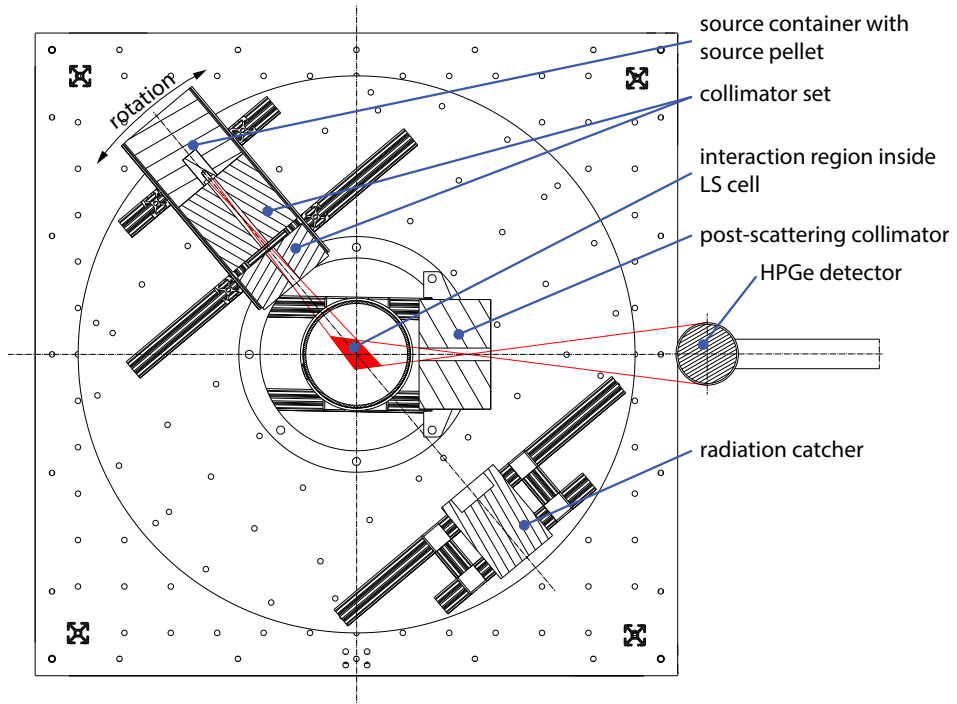 source container with
source pellet
rotation
collimator set
interaction region inside
LS cell
post-scattering collimator
HPGe detector
radiation catcher